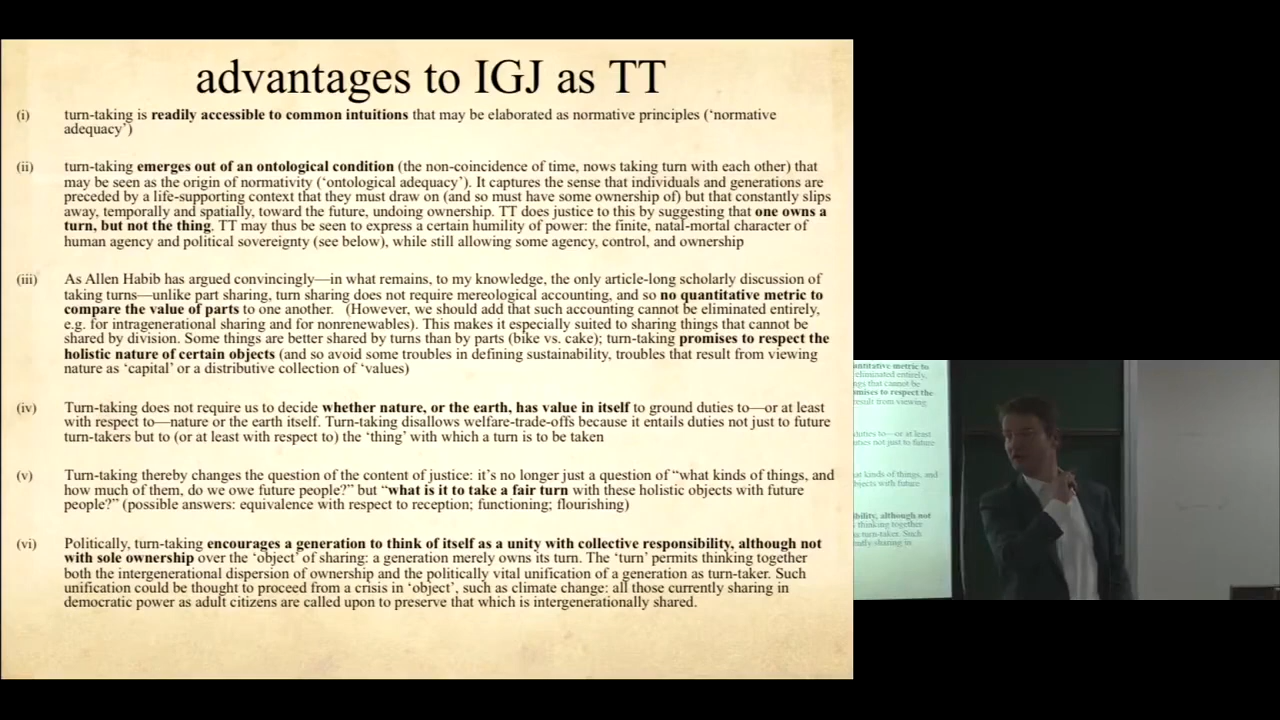 advantages to IGJ as TT
(i) turn-taking is readily accessible to common intuitions that may be elaborated as normative principles (‘normative
adequacy’)
(ii) turn-taking emerges out of an ontological condition (the non-coincidence of time, nows taking turn with each other) that
may be seen as the origin of normativity (‘ontological adequacy’). It captures the sense that individuals and generations are
preceded by a life-supporting context that they must draw on (and so must have some ownership of) but that constantly slips
away, temporally and spatially, toward the future, undoing ownership. TT does justice to this by suggesting that one owns a
turn, but not the thing. TT may thus be seen to express a certain humility of power: the finite, natal-mortal character of
human agency and political sovereignty (see below), while still allowing some agency, control, and ownership
(iii) As Allen Habib has argued convincingly—in what remains, to my knowledge, the only article-long scholarly discussion of
taking turns—unlike part sharing, turn sharing does not require mereological accounting, and so no quantitative metric to
compare the value of parts to one another. (However, we should add that such accounting cannot be eliminated entirely,
e.g. for intragenerational sharing and for nonrenewables). This makes it especially suited to sharing things that cannot be
shared by division. Some things are better shared by turns than by parts (bike vs. cake); turn-taking promises to respect the
holistic nature of certain objects (and so avoid some troubles in defining sustainability, troubles that result from viewing
nature as ‘capital’ or a distributive collection of ‘values)
(iv) Turn-taking does not require us to decide whether nature, or the earth, has value in itself to ground duties to—or at least
with respect to—nature or the earth itself. Turn-taking disallows welfare-trade-offs because it entails duties not just to future
turn-takers but to (or at least with respect to) the ‘thing’ with which a turn is to be taken
(v) Turn-taking thereby changes the question of the content of justice: it’s no longer just a question of “what kinds of things, and
how much of them, do we owe future people?” but “what is it to take a fair turn with these holistic objects with future
people?” (possible answers: equivalence with respect to reception; functioning; flourishing)
(vi) Politically, turn-taking encourages a generation to think of itself as a unity with collective responsibility, although not
with sole ownership over the ‘object’ of sharing: a generation merely owns its turn. The ‘turn’ permits thinking together
both the intergenerational dispersion of ownership and the politically vital unification of a generation as turn-taker. Such
unification could be thought to proceed from a crisis in ‘object’, such as climate change: all those currently sharing in
democratic power as adult citizens are called upon to preserve that which is intergenerationally shared.